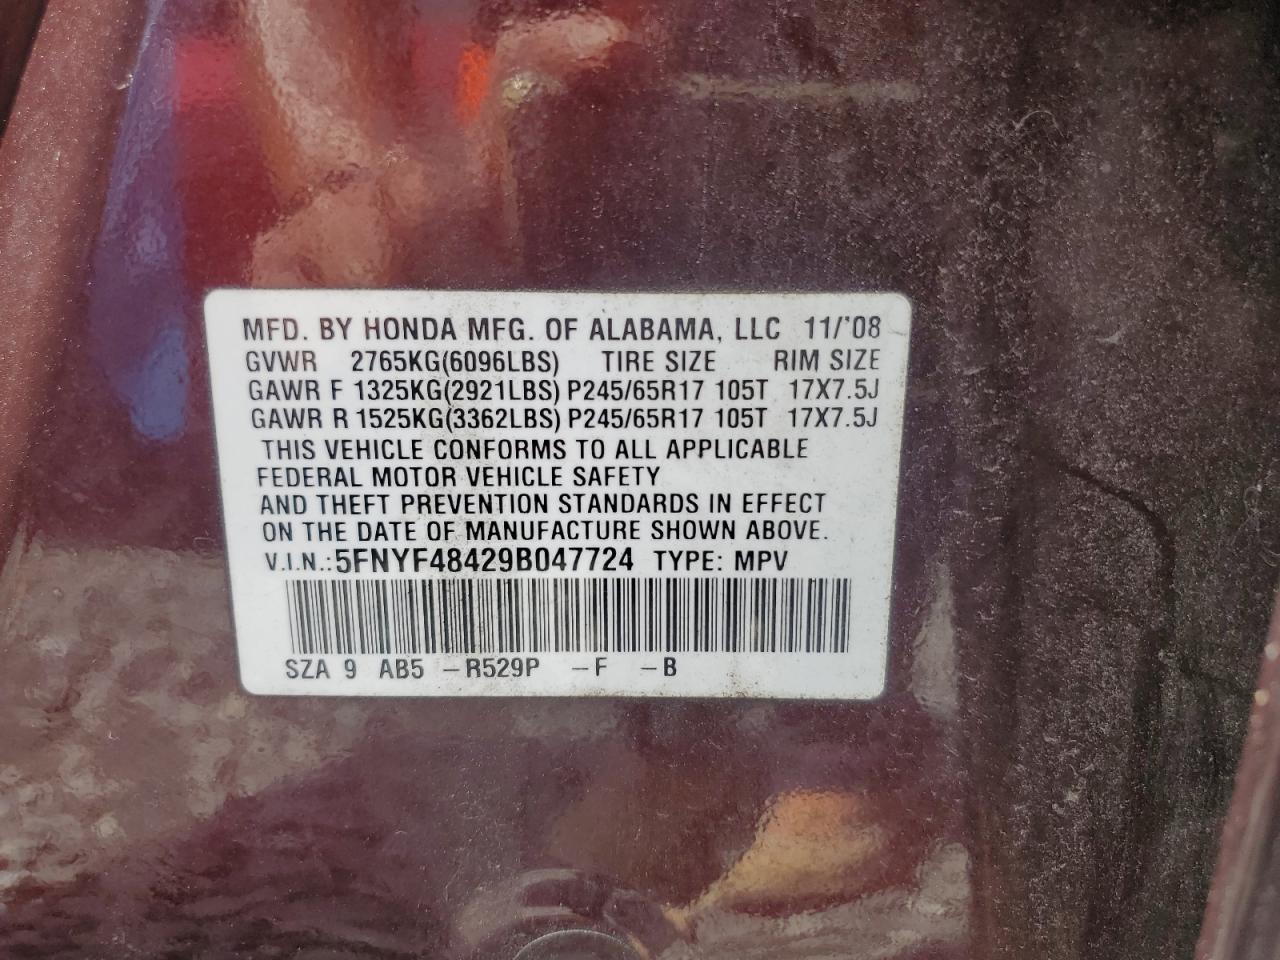 MFD. BY HONDA MFG. OF ALABAMA, LLC 11/'08
GVWR 2765KG(6096LBS) TIRE SIZE RIM SIZE
GAWR F 1325KG(2921LBS) P245/65R17 105T 17X7.5J
GAWR R 1525KG(3362LBS) P245/65R17 105T 17X7.5J
THIS VEHICLE CONFORMS TO ALL APPLICABLE
FEDERAL MOTOR VEHICLE SAFETY
AND THEFT PREVENTION STANDARDS IN EFFECT
ON THE DATE OF MANUFACTURE SHOWN ABOVE.
V.I.N.:5FNYF48429B047724 TYPE: MPV
SZA 9 AB5 –R529P –F –B